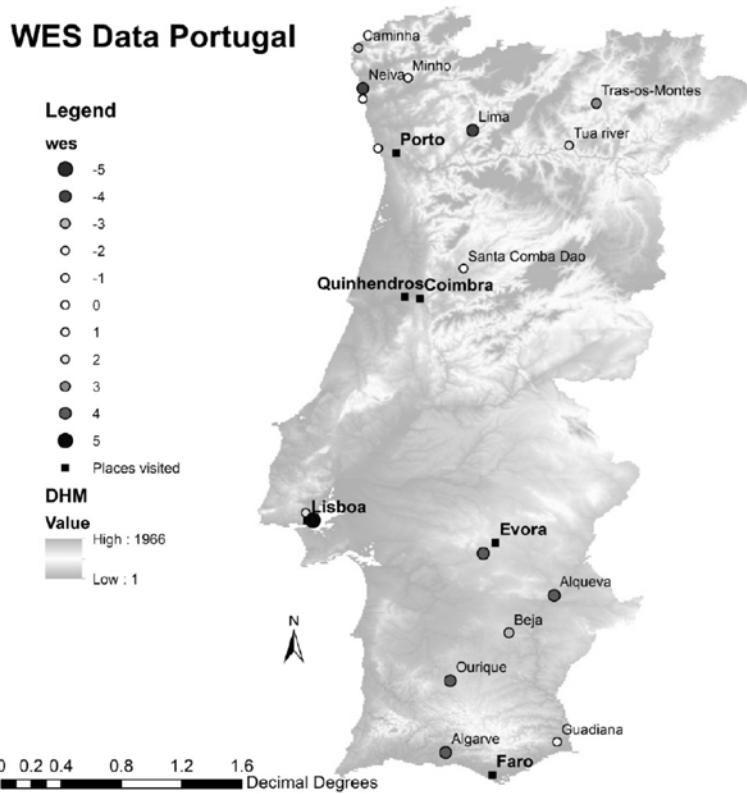 WES Data Portugal
Legend
wes
-5
-4
-3
-2
-1
0
1
2
3
4
5
Places visited
DHM
Value
High : 1966
Low : 1
Caminha
Neiva
Minho
Lima
Tras-os-Montes
Tua river
Porto
Santa Comba Dao
Quinhendros
Coimbra
Lisboa
Evora
Alqueva
Beja
Ourique
Algarve
Guadiana
Faro
N
0 0.2 0.4 0.8 1.2 1.6
Decimal Degrees